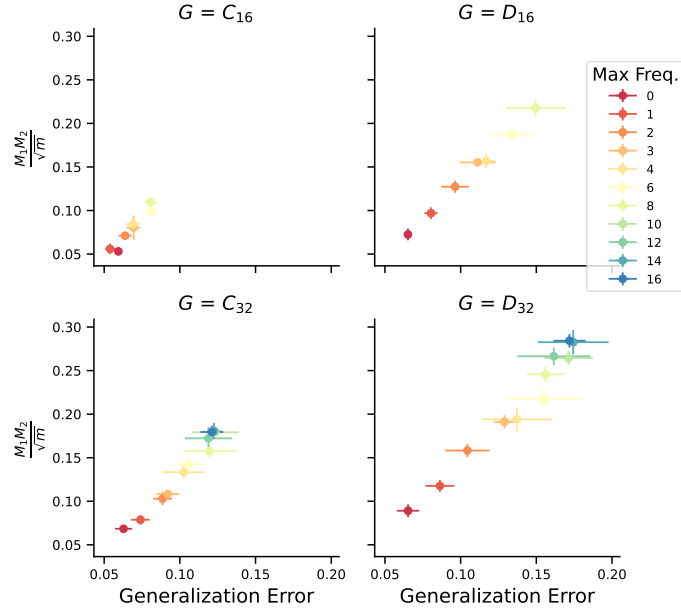 G = C₁₆
G = D₁₆
0.30
0.25
0.20
0.15
0.10
0.05
M₁M₂
√m
Max Freq.
0
1
2
3
4
6
8
10
12
14
16
G = C₃₂
G = D₃₂
0.30
0.25
0.20
0.15
0.10
0.05
M₁M₂
√m
0.05 0.10 0.15 0.20
0.05 0.10 0.15 0.20
Generalization Error
Generalization Error